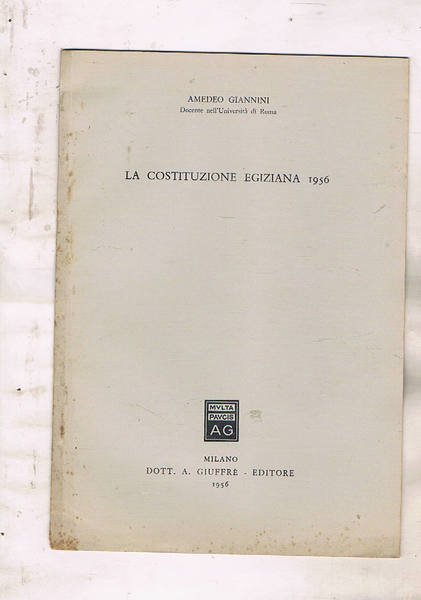 AMEDEO GIANNINI
Docente nell'Università di Roma
LA COSTITUZIONE EGIZIANA 1956
MVLTA
PAVCIS
AG
MILANO
DOTT. A. GIUFFRÈ - EDITORE
1956